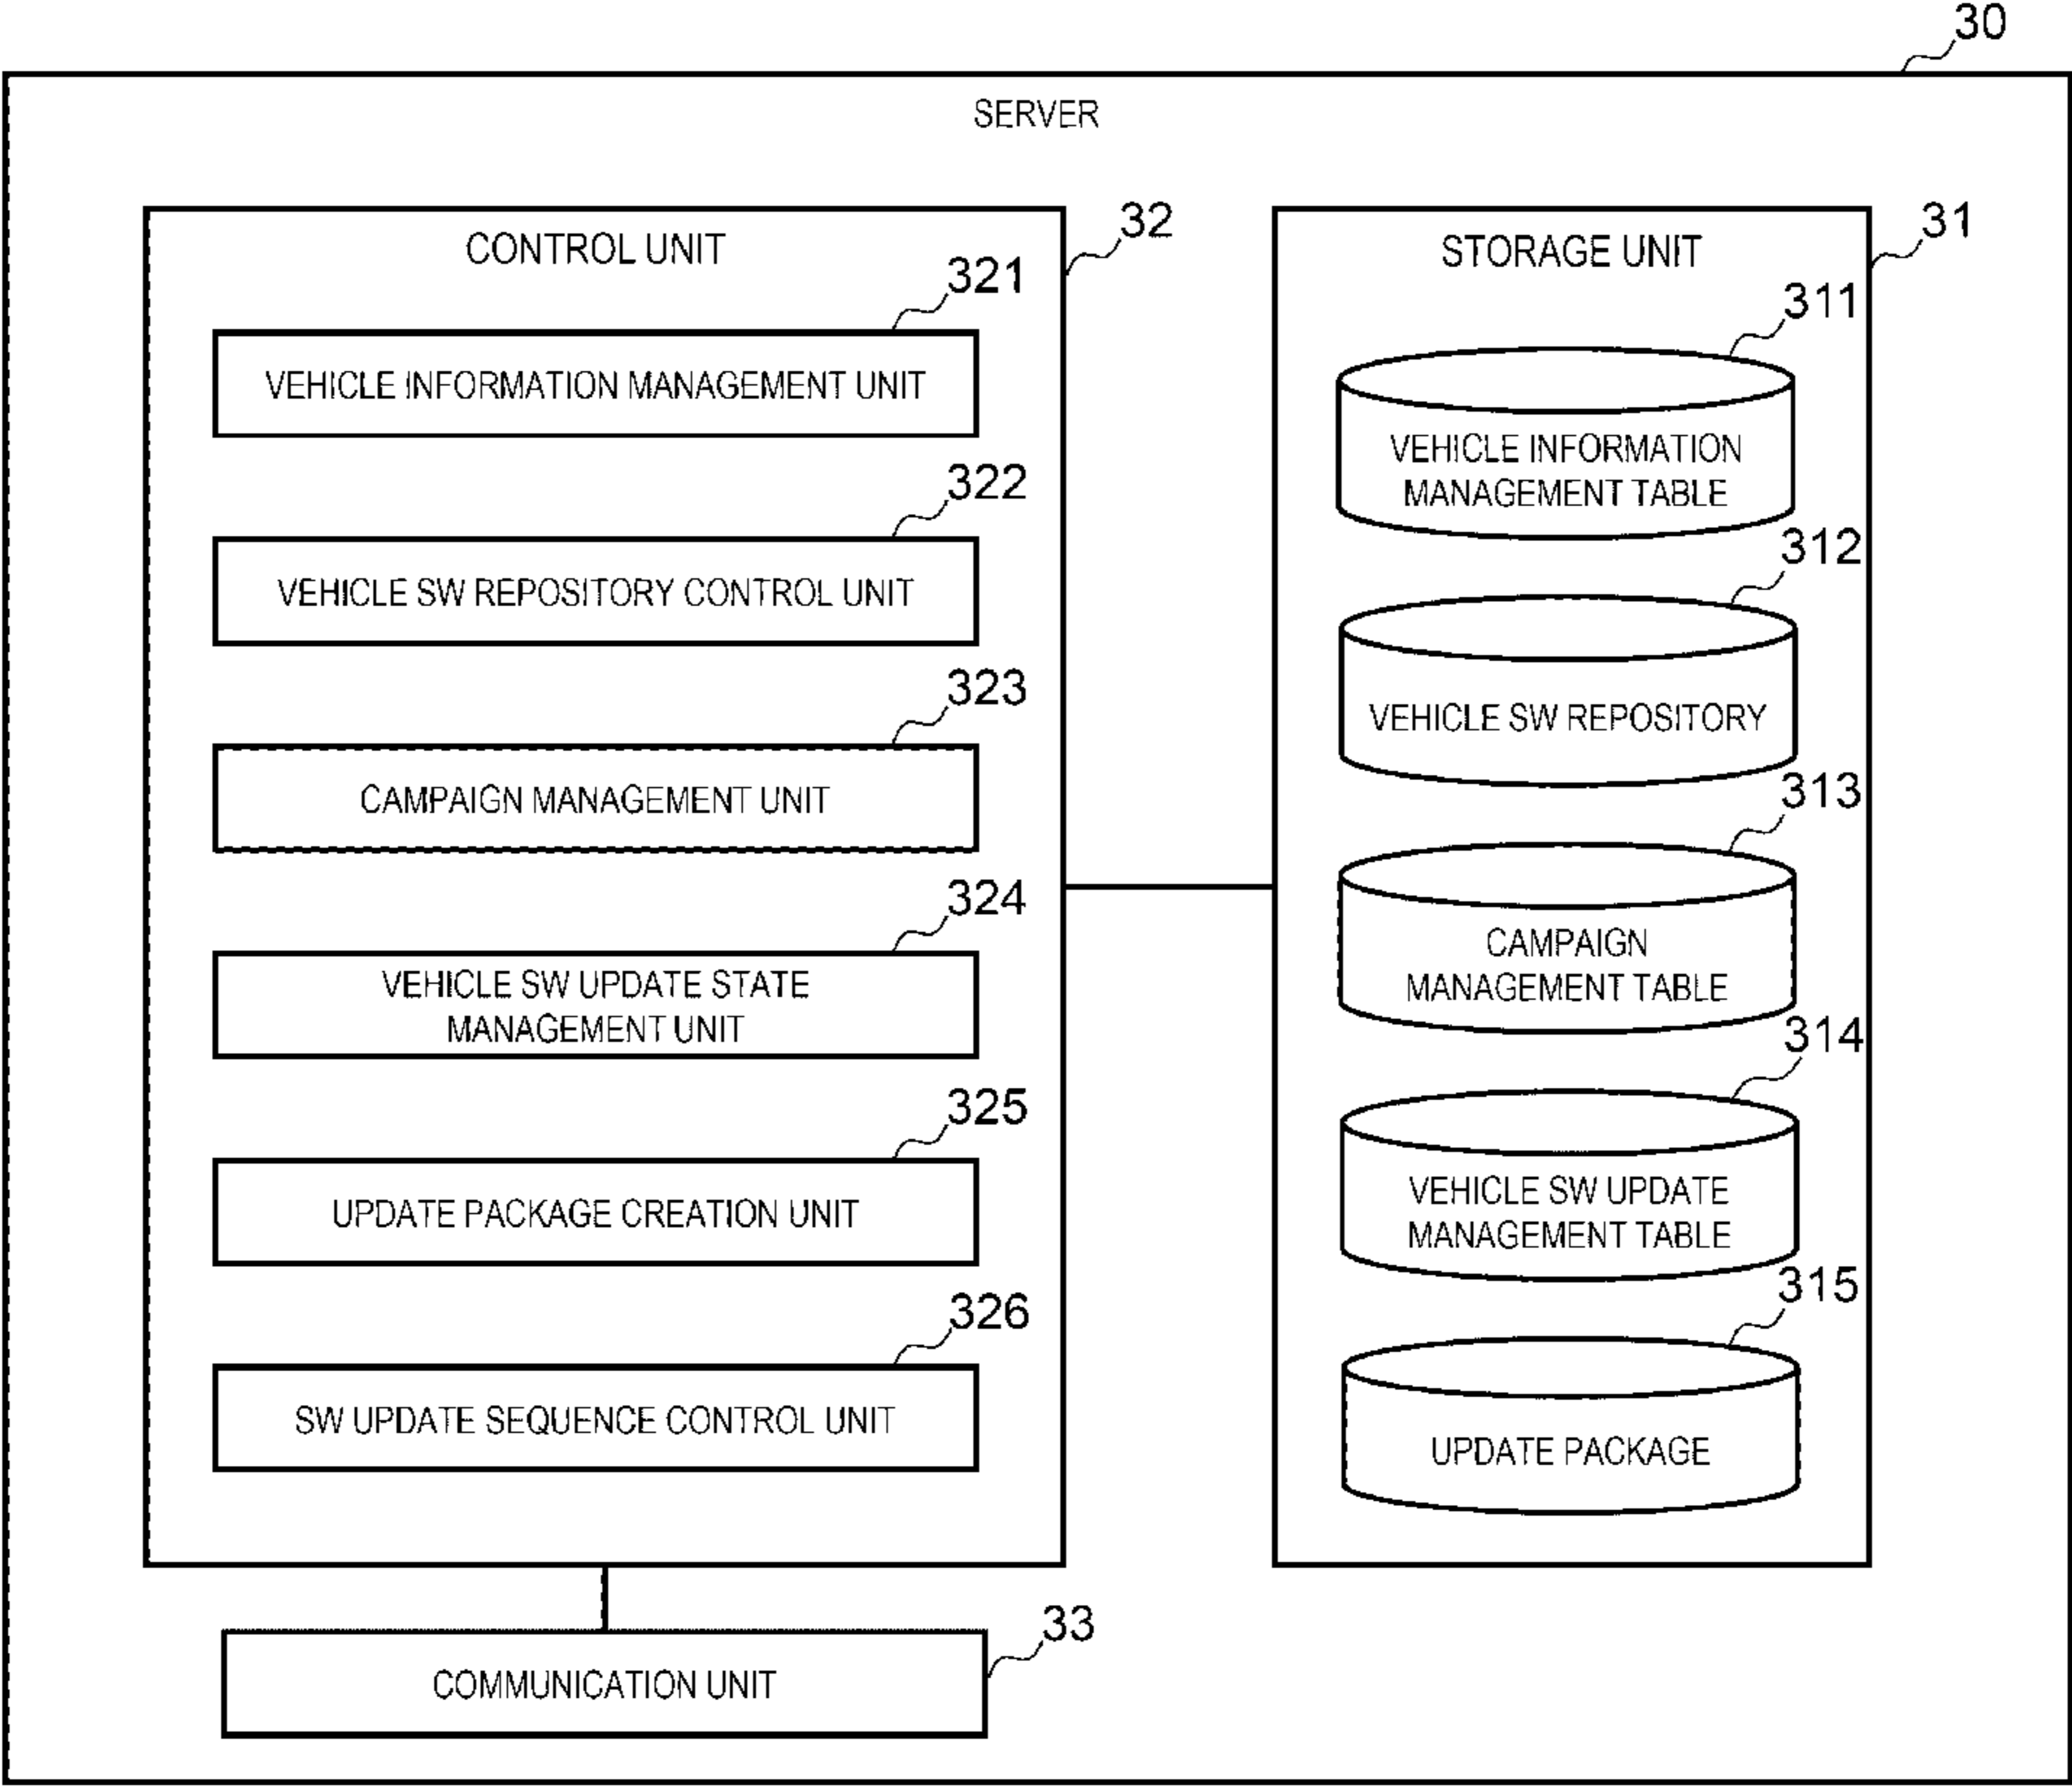 30
SERVER
32
CONTROL UNIT
321
VEHICLE INFORMATION MANAGEMENT UNIT
322
VEHICLE SW REPOSITORY CONTROL UNIT
323
CAMPAIGN MANAGEMENT UNIT
324
VEHICLE SW UPDATE STATE
MANAGEMENT UNIT
325
UPDATE PACKAGE CREATION UNIT
326
SW UPDATE SEQUENCE CONTROL UNIT
31
STORAGE UNIT
311
VEHICLE INFORMATION
MANAGEMENT TABLE
312
VEHICLE SW REPOSITORY
313
CAMPAIGN
MANAGEMENT TABLE
314
VEHICLE SW UPDATE
MANAGEMENT TABLE
315
UPDATE PACKAGE
33
COMMUNICATION UNIT